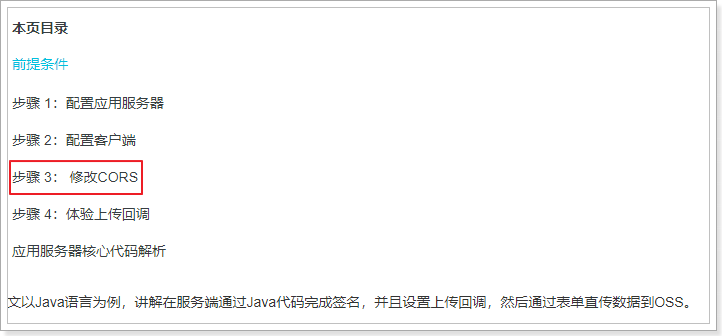 本页目录
前提条件
步骤 1：配置应用服务器
步骤 2：配置客户端
步骤 3： 修改CORS
步骤 4：体验上传回调
应用服务器核心代码解析
文以Java语言为例，讲解在服务端通过Java代码完成签名，并且设置上传回调，然后通过表单直传数据到OSS。